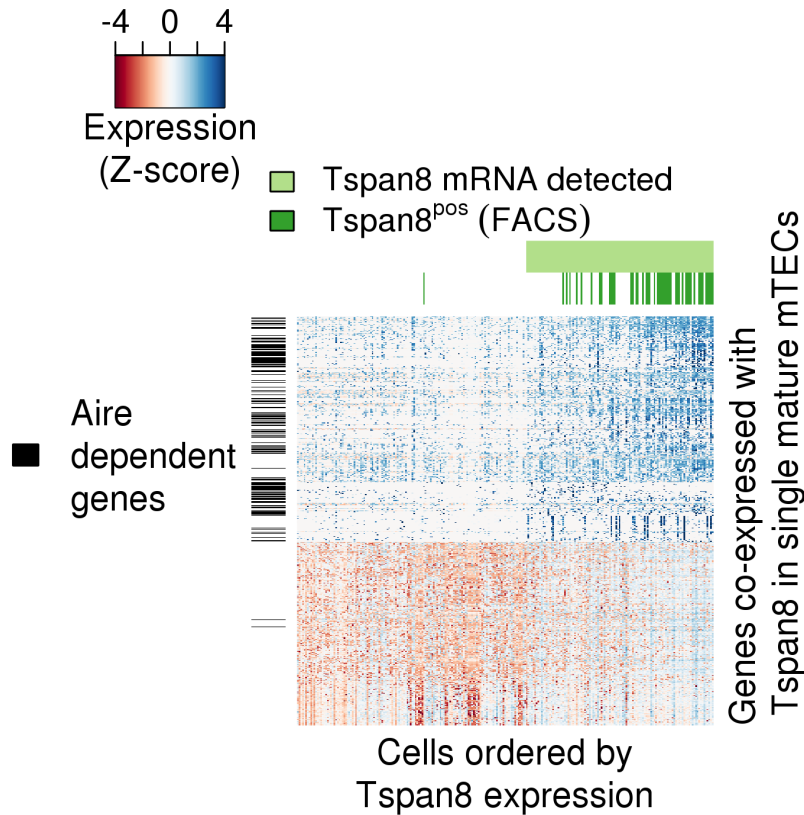 -4 0 4
Expression
(Z-score)
Tspan8 mRNA detected
Tspan8pos (FACS)
Aire
dependent
genes
Genes co-expressed with
Tspan8 in single mature mTECs
Cells ordered by
Tspan8 expression